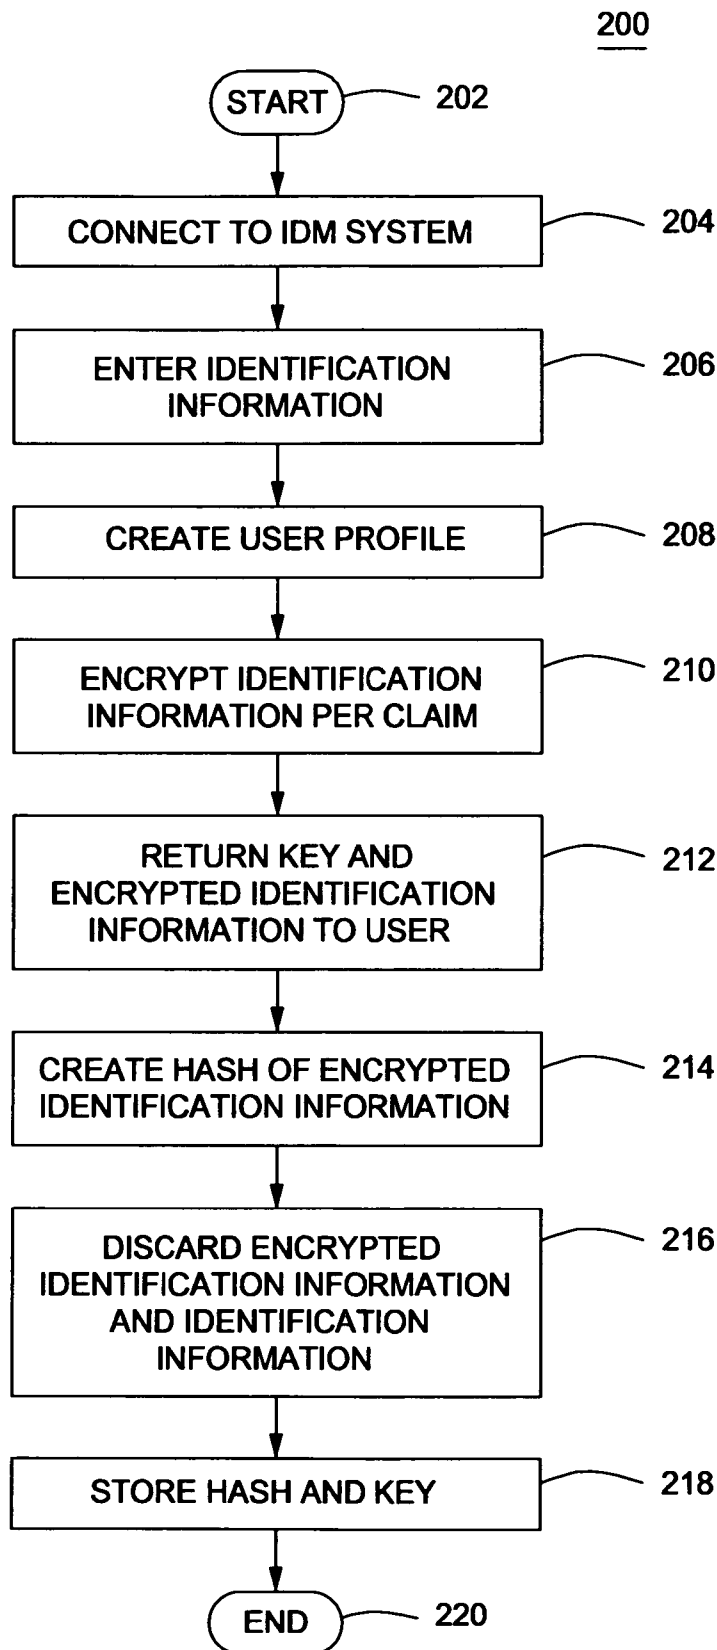 200
START
202
CONNECT TO IDM SYSTEM
204
ENTER IDENTIFICATION
INFORMATION
206
CREATE USER PROFILE
208
ENCRYPT IDENTIFICATION
INFORMATION PER CLAIM
210
RETURN KEY AND
ENCRYPTED IDENTIFICATION
INFORMATION TO USER
212
CREATE HASH OF ENCRYPTED
IDENTIFICATION INFORMATION
214
DISCARD ENCRYPTED
IDENTIFICATION INFORMATION
AND IDENTIFICATION
INFORMATION
216
STORE HASH AND KEY
218
END
220